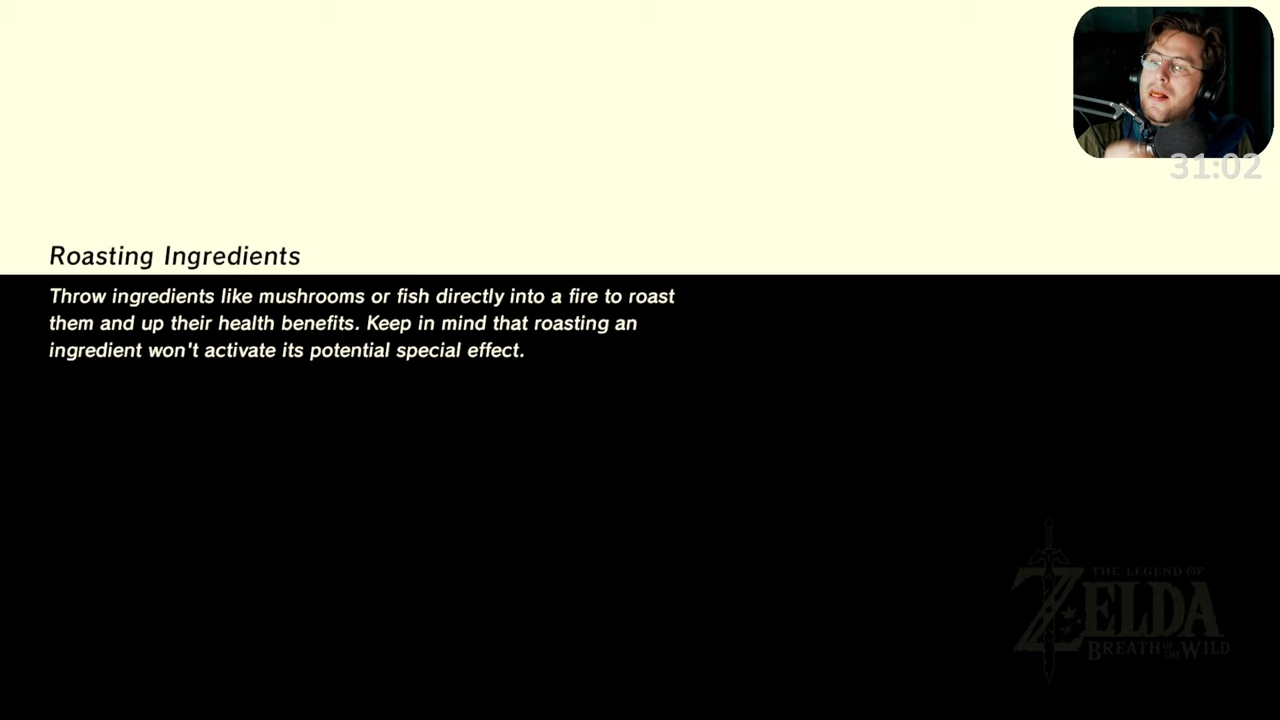 31:02
Roasting Ingredients
Throw ingredients like mushrooms or fish directly into a fire to roast
them and up their health benefits. Keep in mind that roasting an
ingredient won't activate its potential special effect.
THE LEGEND OF
ZELDA
BREATH OF THE WILD